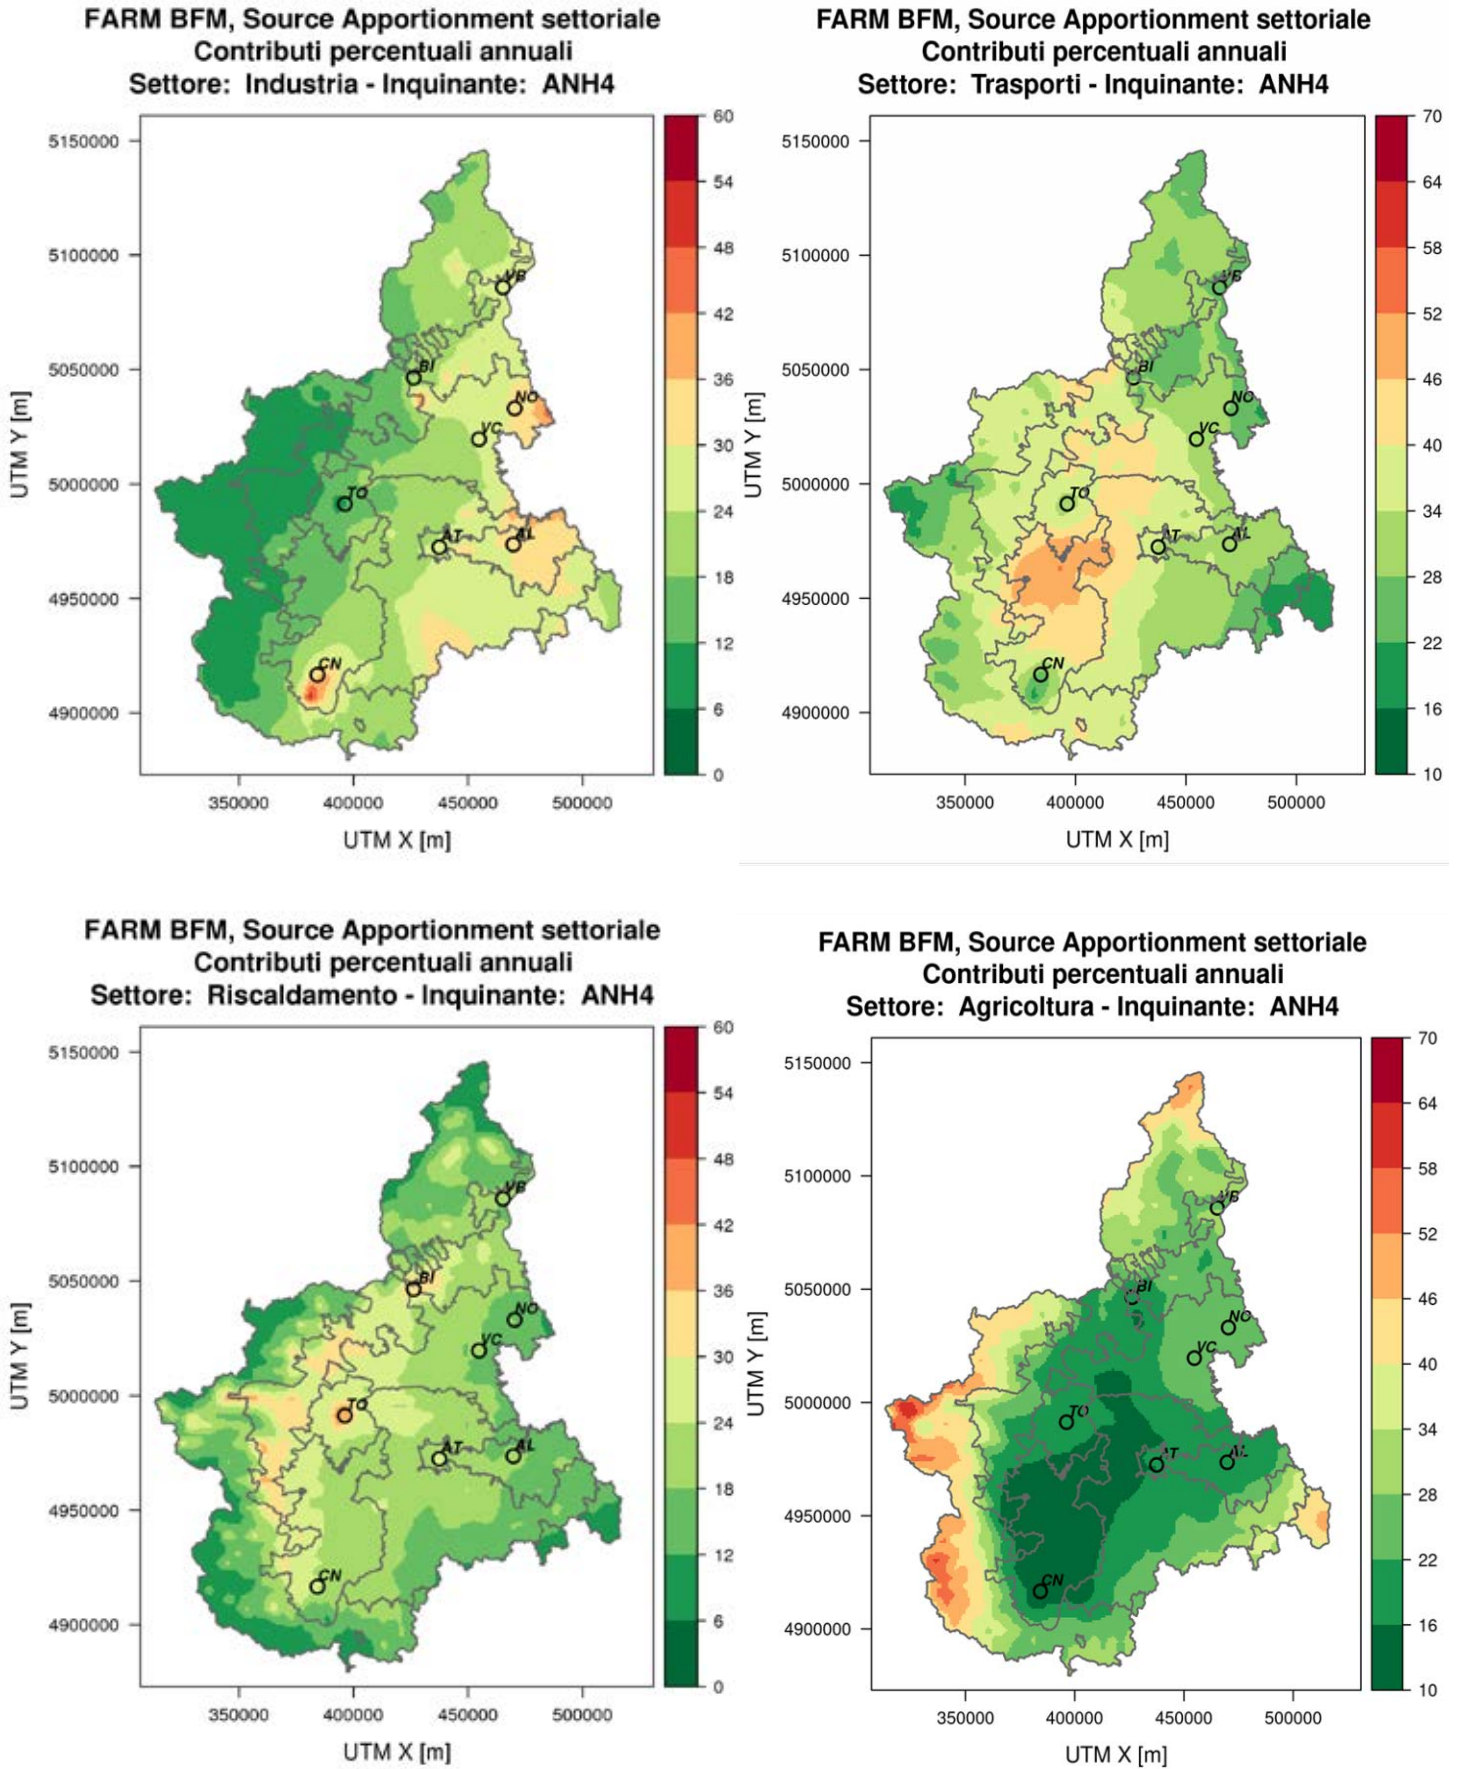 FARM BFM, Source Apportionment settoriale
Contributi percentuali annuali
Settore: Industria - Inquinante: ANH4
5150000
5100000
5050000
5000000
4950000
4900000
UTM Y [m]
350000 400000 450000 500000
UTM X [m]
VB
BI
NO
VC
TO
AT
AL
CN
60
54
48
42
36
30
24
18
12
6
0
FARM BFM, Source Apportionment settoriale
Contributi percentuali annuali
Settore: Trasporti - Inquinante: ANH4
5150000
5100000
5050000
5000000
4950000
4900000
UTM Y [m]
350000 400000 450000 500000
UTM X [m]
VB
BI
NO
VC
TO
AT
AL
CN
70
64
58
52
46
40
34
28
22
16
10
FARM BFM, Source Apportionment settoriale
Contributi percentuali annuali
Settore: Riscaldamento - Inquinante: ANH4
5150000
5100000
5050000
5000000
4950000
4900000
UTM Y [m]
350000 400000 450000 500000
UTM X [m]
VB
BI
NO
VC
TO
AT
AL
CN
60
54
48
42
36
30
24
18
12
6
0
FARM BFM, Source Apportionment settoriale
Contributi percentuali annuali
Settore: Agricoltura - Inquinante: ANH4
5150000
5100000
5050000
5000000
4950000
4900000
UTM Y [m]
350000 400000 450000 500000
UTM X [m]
VB
BI
NO
VC
TO
AT
AL
CN
70
64
58
52
46
40
34
28
22
16
10